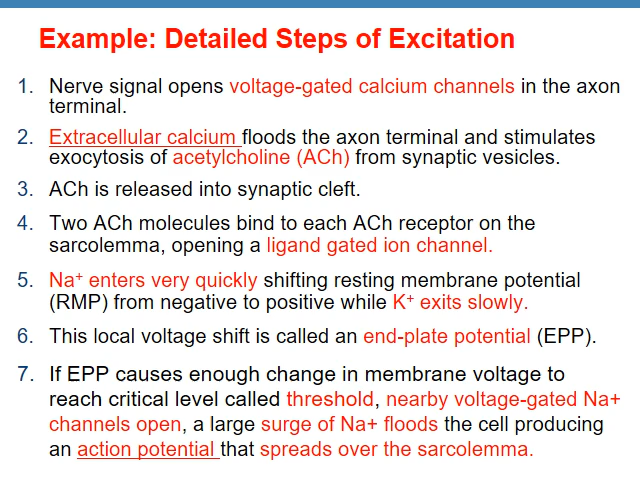 Example: Detailed Steps of Excitation
1. Nerve signal opens voltage-gated calcium channels in the axon
terminal.
2. Extracellular calcium floods the axon terminal and stimulates
exocytosis of acetylcholine (ACh) from synaptic vesicles.
3. ACh is released into synaptic cleft.
4. Two ACh molecules bind to each ACh receptor on the
sarcolemma, opening a ligand gated ion channel.
5. Na⁺ enters very quickly shifting resting membrane potential
(RMP) from negative to positive while K⁺ exits slowly.
6. This local voltage shift is called an end-plate potential (EPP).
7. If EPP causes enough change in membrane voltage to
reach critical level called threshold, nearby voltage-gated Na+
channels open, a large surge of Na+ floods the cell producing
an action potential that spreads over the sarcolemma.